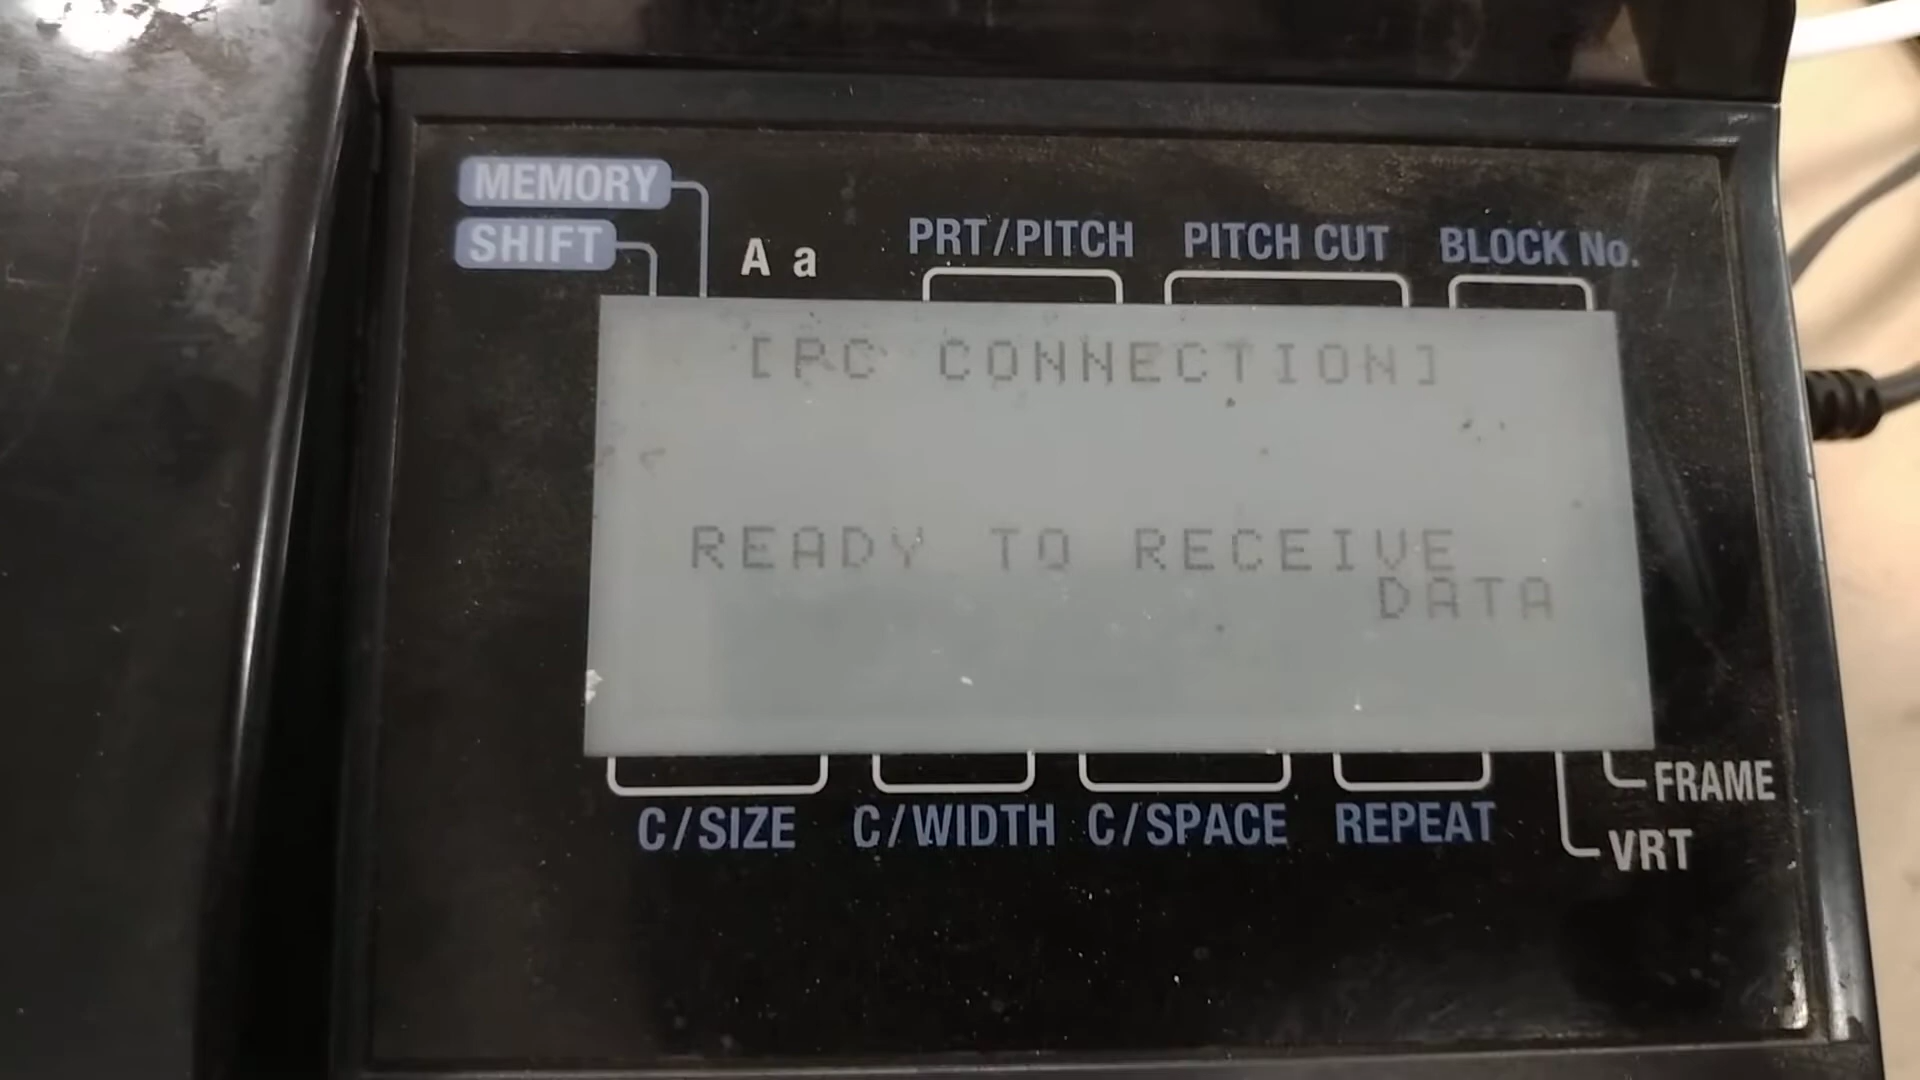 MEMORY
SHIFT
A a
PRT/PITCH
PITCH CUT
BLOCK No.
[PC CONNECTION]
READY TO RECEIVE
DATA
C/SIZE
C/WIDTH
C/SPACE
REPEAT
FRAME
VRT